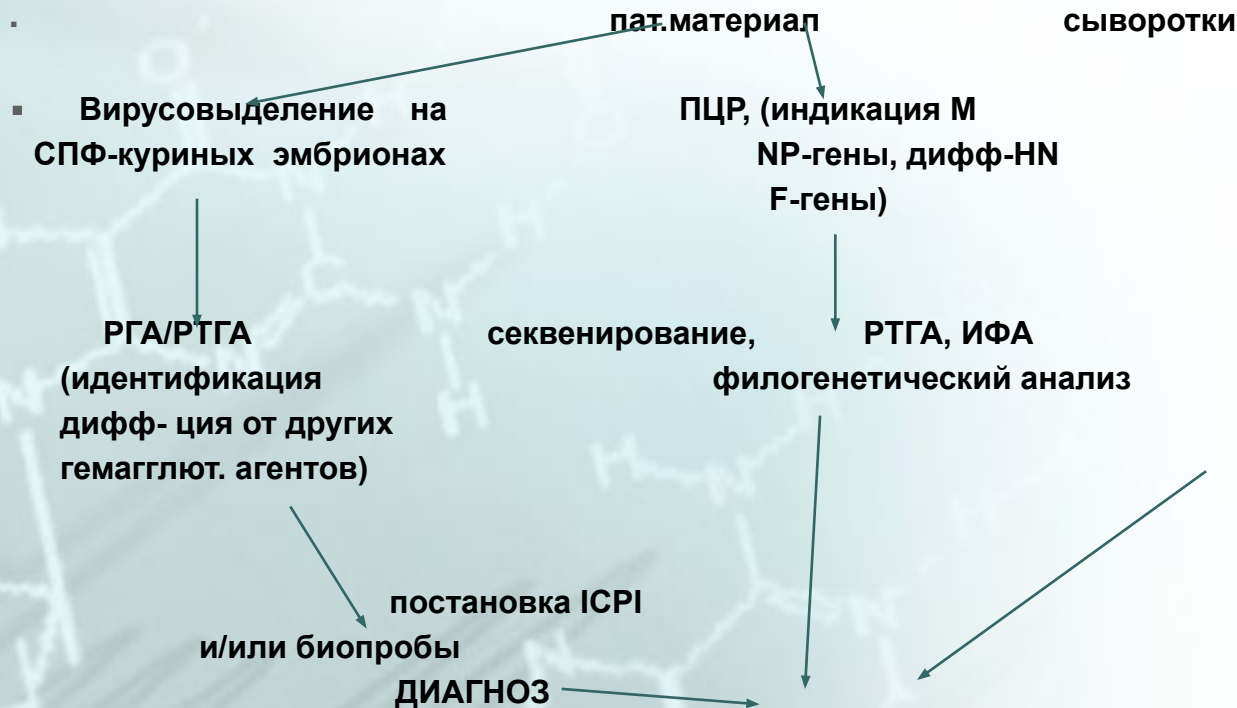 пат.материал сыворотки
Вирусовыделение на ПЦР, (индикация М
СПФ-куриных эмбрионах NP-гены, дифф-HN
F-гены)
РГА/РТГА секвенирование, РТГА, ИФА
(идентификация филогенетический анализ
дифф- ция от других
гемагглют. агентов)
постановка ICPI
и/или биопробы
ДИАГНОЗ